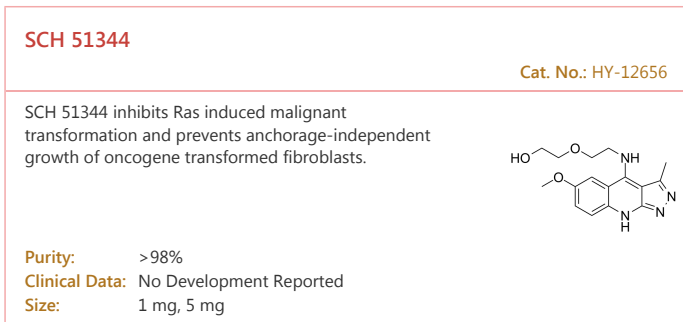 SCH 51344
Cat. No.: HY-12656
SCH 51344 inhibits Ras induced malignant
transformation and prevents anchorage-independent
growth of oncogene transformed fibroblasts.
HO
O
NH
O
N
N
N
H
Purity: >98%
Clinical Data: No Development Reported
Size: 1 mg, 5 mg